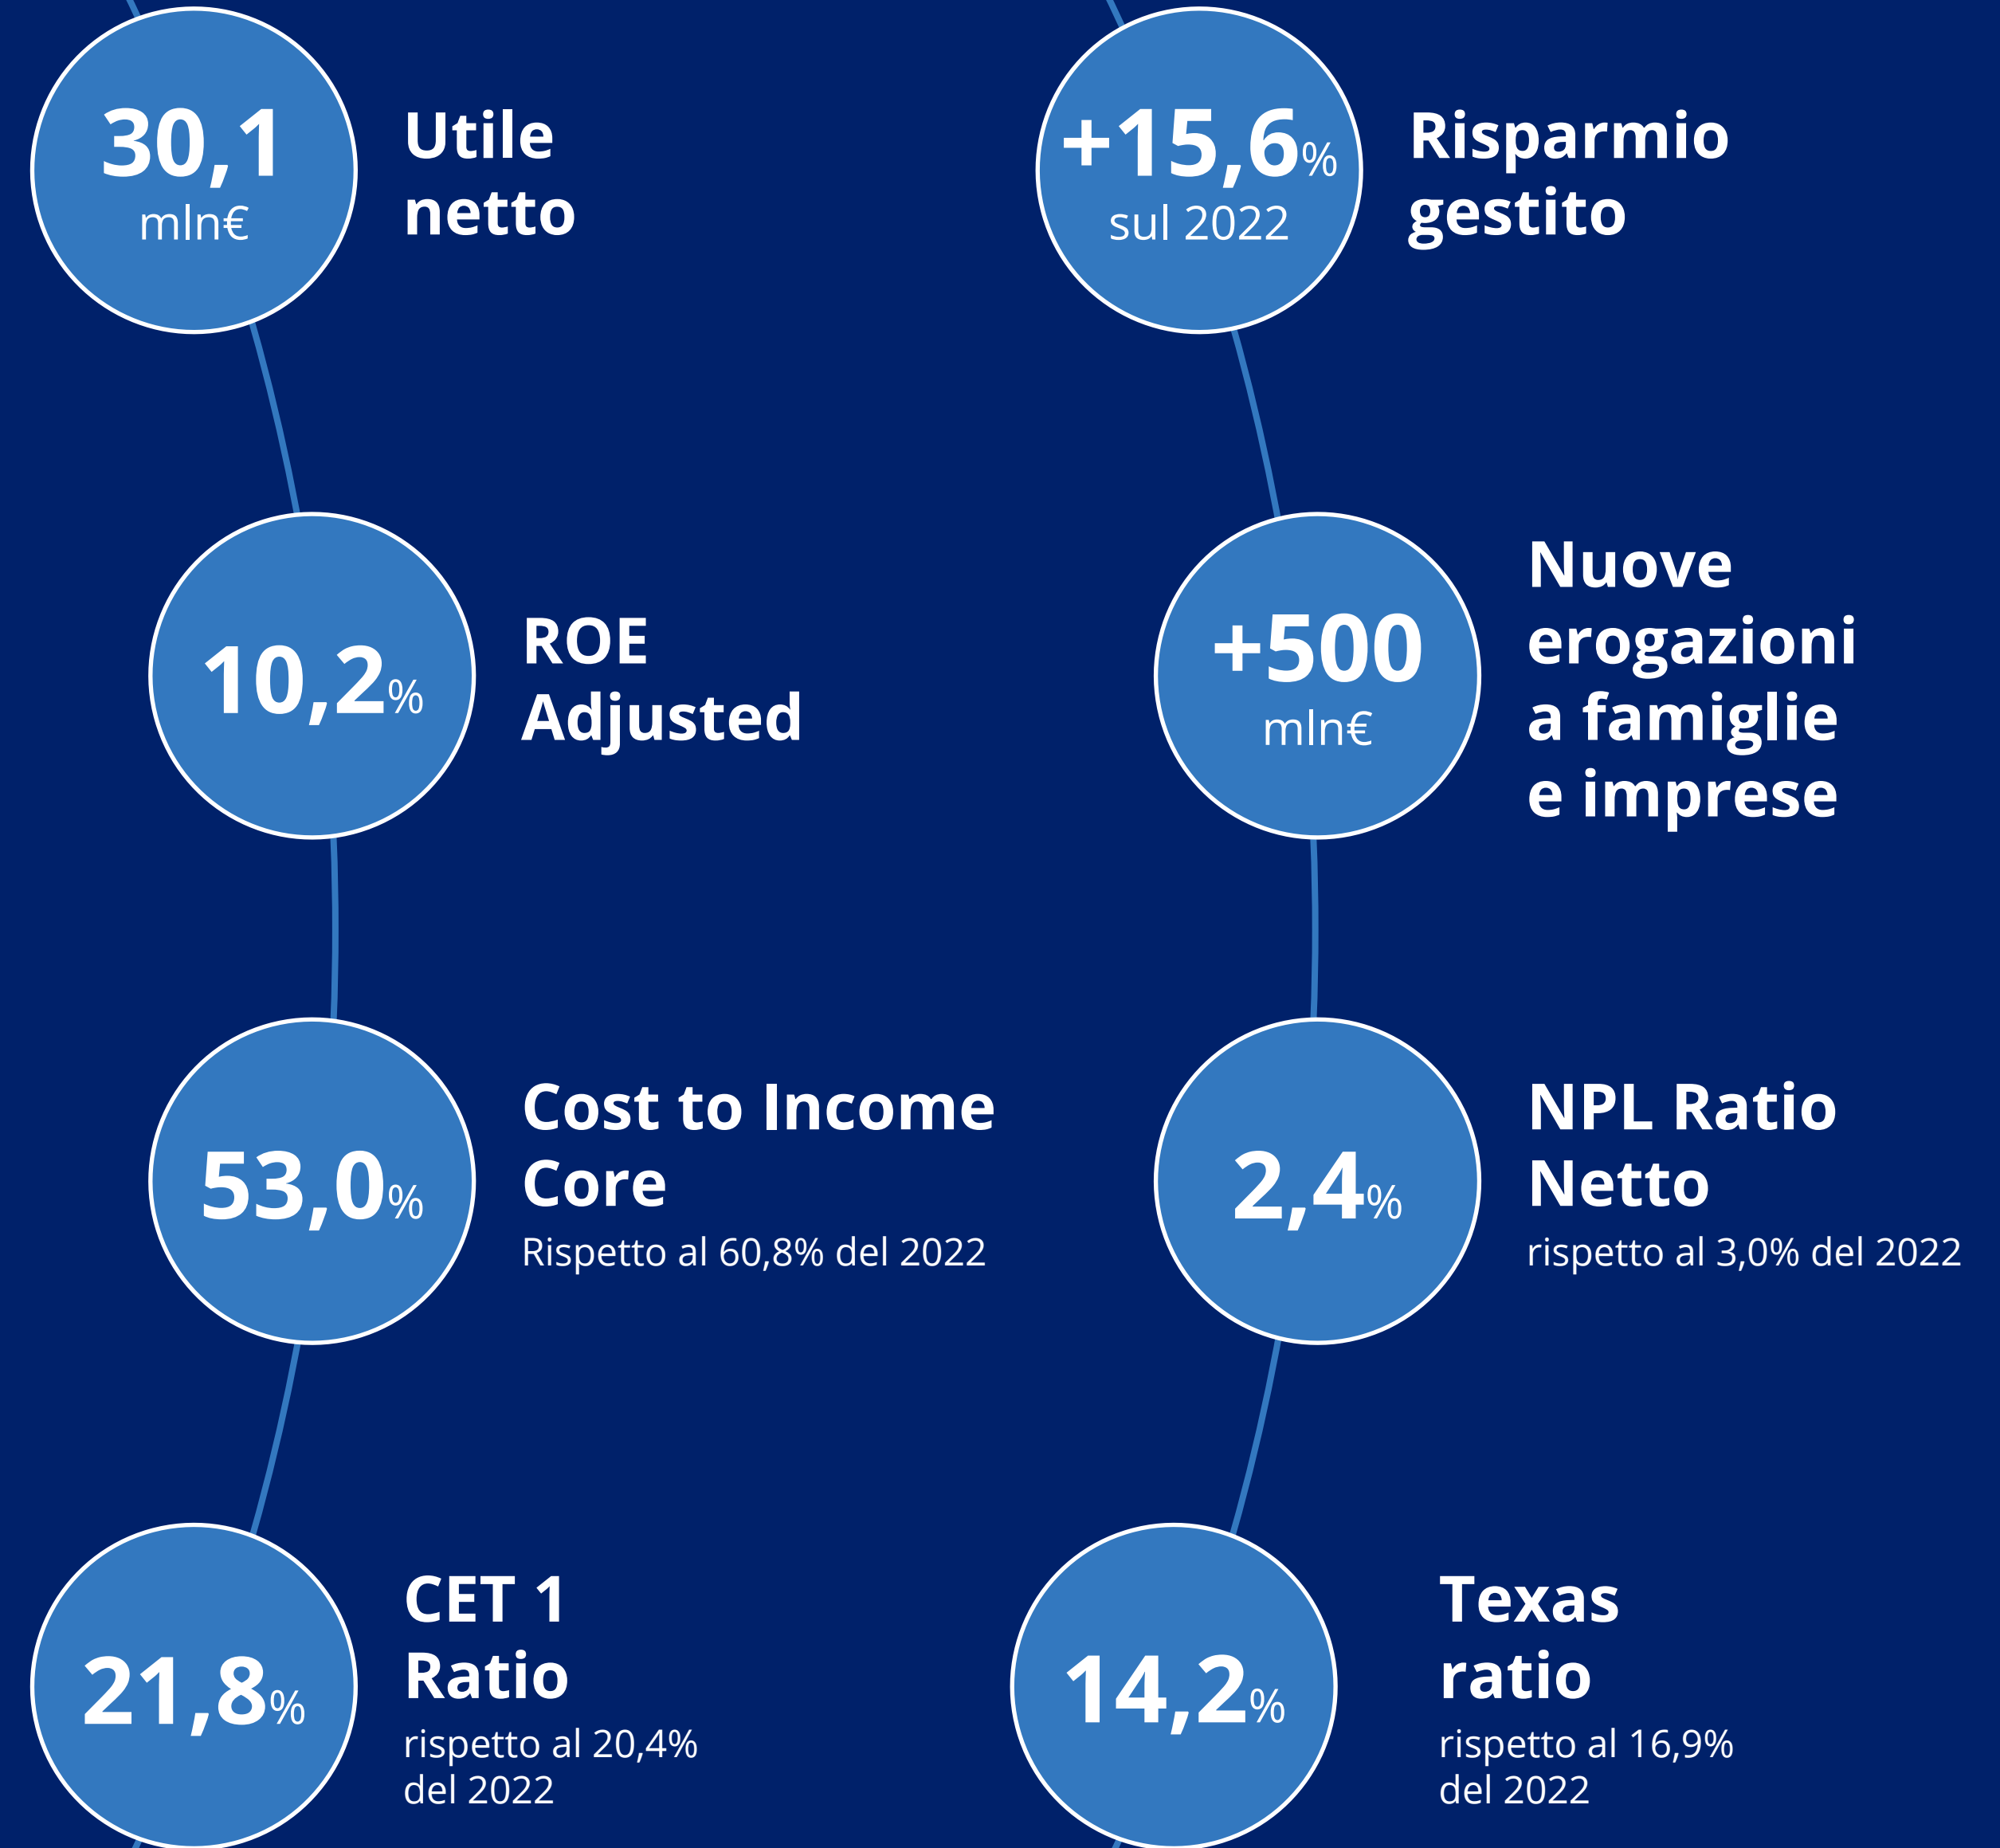 30,1
mln€
Utile
netto
10,2%
ROE
Adjusted
53,0%
Cost to Income
Core
Rispetto al 60,8% del 2022
21,8%
CET 1
Ratio
rispetto al 20,4%
del 2022
+15,6%
sul 2022
Risparmio
gestito
+500
mln€
Nuove
erogazioni
a famiglie
e imprese
2,4%
NPL Ratio
Netto
rispetto al 3,0% del 2022
14,2%
Texas
ratio
rispetto al 16,9%
del 2022